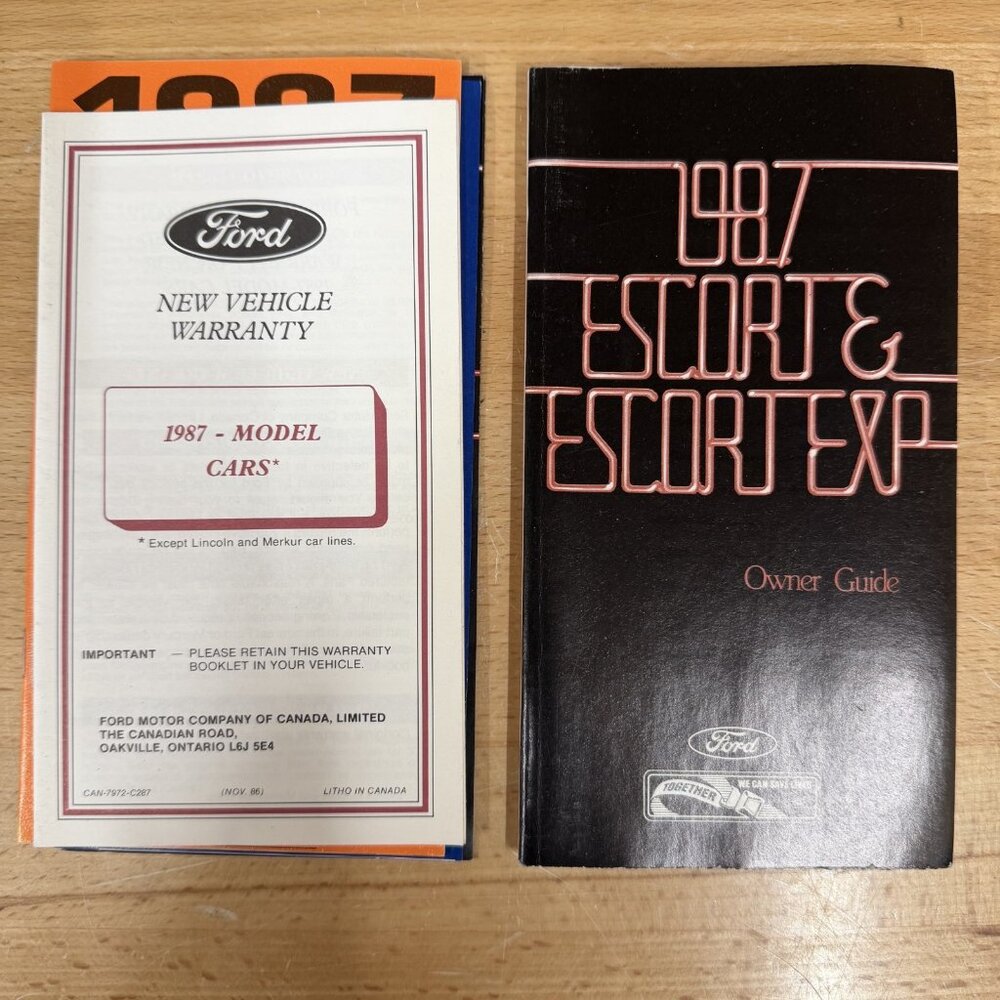 1987
Ford
NEW VEHICLE
WARRANTY
1987 - MODEL
CARS*
* Except Lincoln and Merkur car lines.
IMPORTANT — PLEASE RETAIN THIS WARRANTY
BOOKLET IN YOUR VEHICLE.
FORD MOTOR COMPANY OF CANADA, LIMITED
THE CANADIAN ROAD,
OAKVILLE, ONTARIO L6J 5E4
CAN-7972-C287 (NOV. 86) LITHO IN CANADA
1987
ESCORT &
ESCORT EXP
Owner Guide
Ford
TOGETHER WE CAN SAVE LIVES